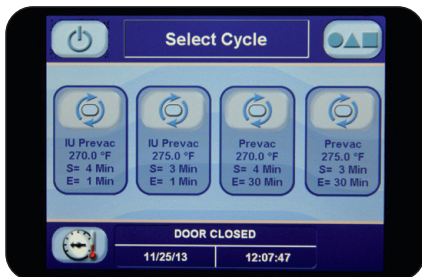 Select Cycle
IU Prevac
270.0 °F
S= 4 Min
E= 1 Min
IU Prevac
275.0 °F
S= 3 Min
E= 1 Min
Prevac
270.0 °F
S= 4 Min
E= 30 Min
Prevac
275.0 °F
S= 3 Min
E= 30 Min
DOOR CLOSED
11/25/13
12:07:47